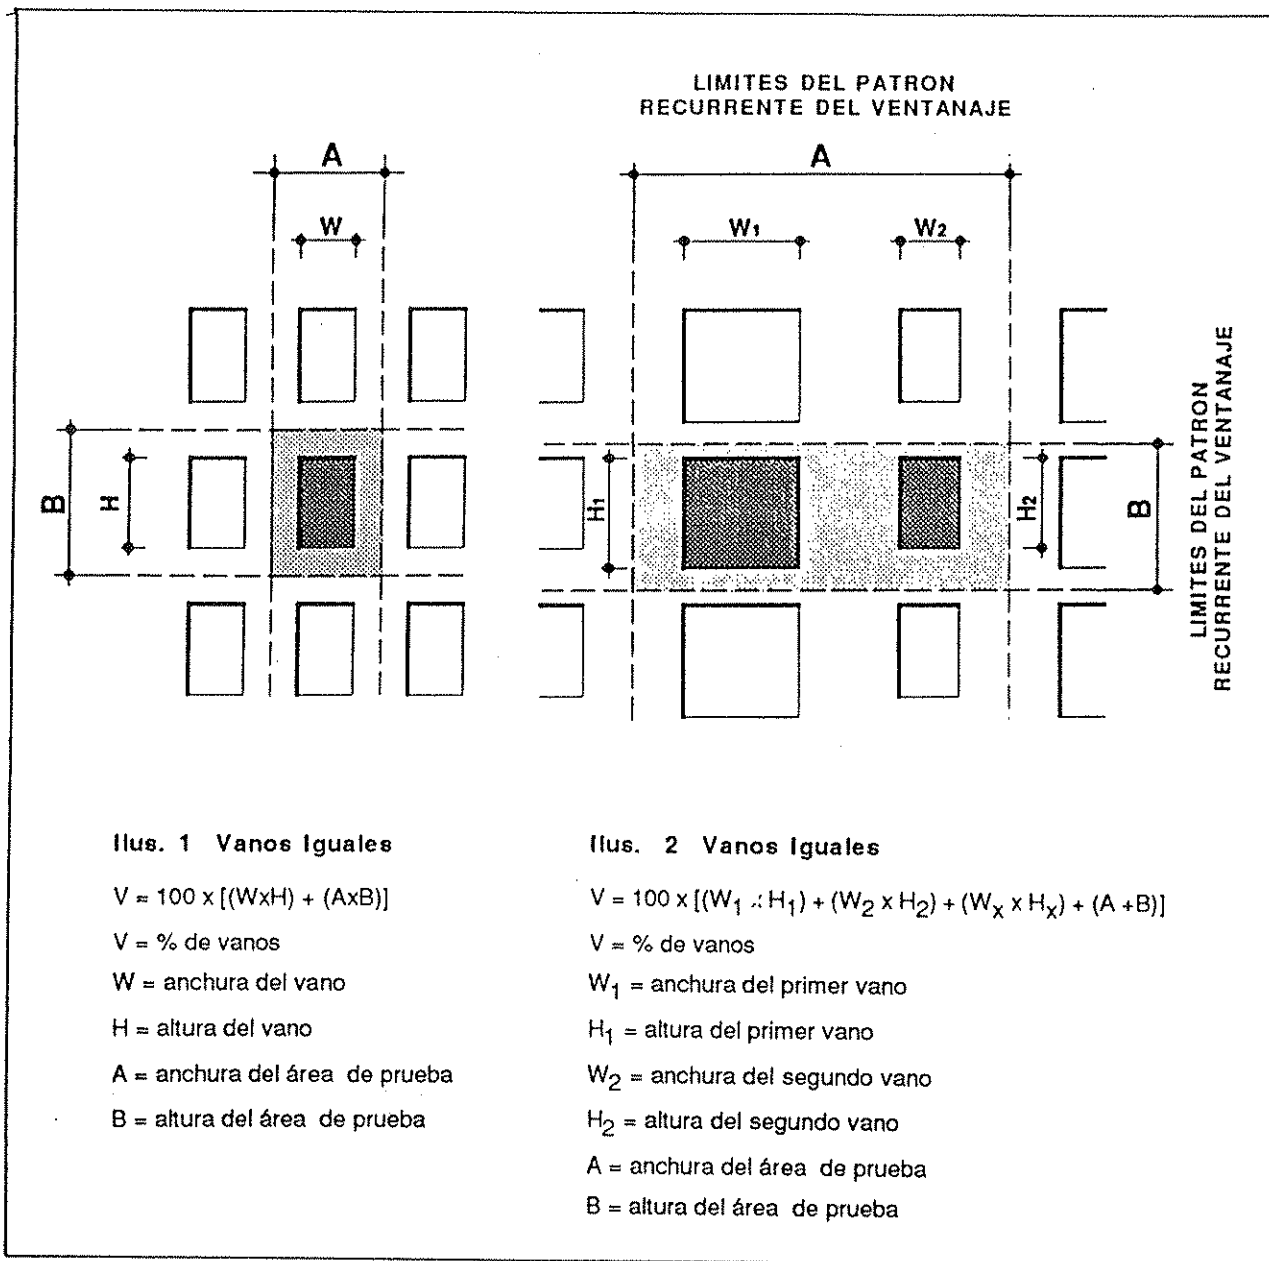 LIMITES DEL PATRON
RECURRENTE DEL VENTANAJE
A
A
W
W1
W2
B
H
H1
H2
B
LIMITES DEL PATRON
RECURRENTE DEL VENTANAJE
Ilus. 1 Vanos Iguales
V = 100 x [(WxH) + (AxB)]
V = % de vanos
W = anchura del vano
H = altura del vano
A = anchura del área de prueba
B = altura del área de prueba
Ilus. 2 Vanos Iguales
V = 100 x [(W1 x H1) + (W2 x H2) + (Wx x Hx) + (A +B)]
V = % de vanos
W1 = anchura del primer vano
H1 = altura del primer vano
W2 = anchura del segundo vano
H2 = altura del segundo vano
A = anchura del área de prueba
B = altura del área de prueba